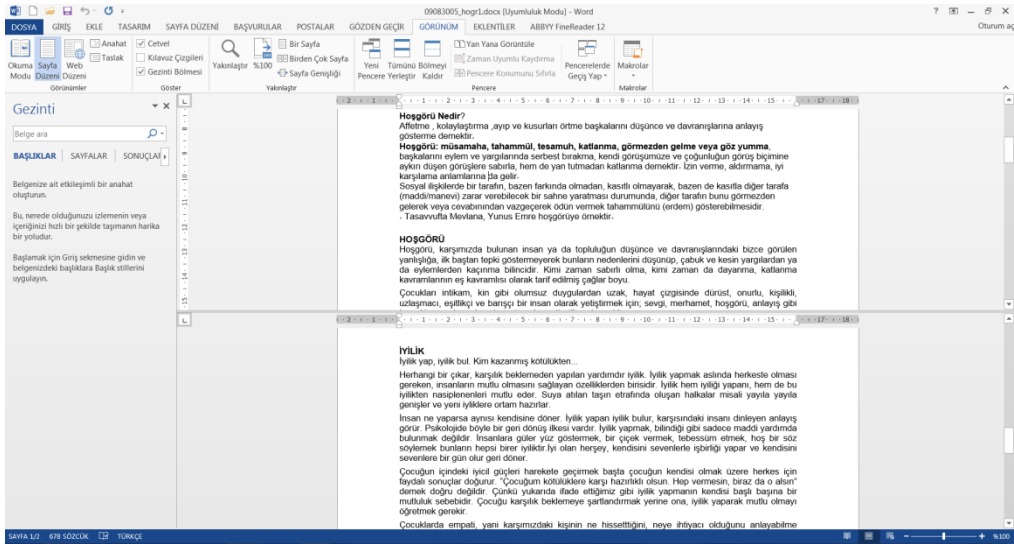 09083005_hogr1.docx [Uyumluluk Modu] - Word
DOSYA GİRİŞ EKLE TASARIM SAYFA DÜZENİ BAŞVURULAR POSTALAR GÖZDEN GEÇİR GÖRÜNÜM EKLENTİLER ABBYY FineReader 12 Oturum aç
Okuma Modu
Sayfa Düzeni
Web Düzeni
Anahat
Taslak
Görünümler
Cetvel
Kılavuz Çizgileri
Gezinti Bölmesi
Göster
Yakınlaştır
%100
Bir Sayfa
Birden Çok Sayfa
Sayfa Genişliği
Yakınlaştır
Yeni Pencere
Tümünü Yerleştir
Bölmeyi Kaldır
Yan Yana Görüntüle
Zaman Uyumlu Kaydırma
Pencere Konumunu Sıfırla
Pencerelerde Geçiş Yap
Pencere
Makrolar
Makrolar
Gezinti
Belge ara
BAŞLIKLAR SAYFALAR SONUÇLAR
Belgenize ait etkileşimli bir anahat
oluşturun.
Bu, nerede olduğunuzu izlemenin veya
içeriğinizi hızlı bir şekilde taşımanın harika
bir yoludur.
Başlamak için Giriş sekmesine gidin ve
belgenizdeki başlıklara Başlık stillerini
uygulayın.
Hoşgörü Nedir?
Affetme , kolaylaştırma ,ayıp ve kusurları örtme başkalarını düşünce ve davranışlarına anlayış
gösterme demektir.
Hoşgörü: müsamaha, tahammül, tesamuh, katlanma, görmezden gelme veya göz yumma,
başkalarını eylem ve yargılarında serbest bırakma, kendi görüşümüze ve çoğunluğun görüş biçimine
aykırı düşen görüşlere sabırla, hem de yan tutmadan katlanma demektir. İzin verme, aldırmama, iyi
karşılama anlamlarına da gelir.
Sosyal ilişkilerde bir tarafın, bazen farkında olmadan, kasıtlı olmayarak, bazen de kasıtla diğer tarafa
(maddi/manevi) zarar verebilecek bir sahne yaratması durumunda, diğer tarafın bunu görmezden
gelerek veya cevabından vazgeçerek ödün vermek tahammülünü (erdem) gösterebilmesidir.
. Tasavvufta Mevlana, Yunus Emre hoşgörüye örnektir.
HOŞGÖRÜ
Hoşgörü, karşımızda bulunan insan ya da topluluğun düşünce ve davranışlarındaki bizce görülen
yanlışlığa, ilk baştan tepki göstermeyerek bunların nedenlerini düşünüp, çabuk ve kesin yargılardan ya
da eylemlerden kaçınma bilincidir. Kimi zaman sabırlı olma, kimi zaman da dayanma, katlanma
kavramlarının eş kavramlısı olarak tarif edilmiş çağlar boyu.
Çocukları intikam, kin gibi olumsuz duygulardan uzak, hayat çizgisinde dürüst, onurlu, kişilikli,
uzlaşmacı, eşitlikçi ve barışçı bir insan olarak yetiştirmek için; sevgi, merhamet, hoşgörü, anlayış gibi
İYİLİK
İyilik yap, iyilik bul. Kim kazanmış kötülükten...
Herhangi bir çıkar, karşılık beklemeden yapılan yardımdır iyilik. İyilik yapmak aslında herkeste olması
gereken, insanların mutlu olmasını sağlayan özelliklerden birisidir. İyilik hem iyiliği yapanı, hem de bu
iyilikten nasiplenenleri mutlu eder. Suya atılan taşın etrafında oluşan halkalar misali yayıla yayıla
genişler ve yeni iyliklere ortam hazırlar.
İnsan ne yaparsa aynısı kendisine döner. İyilik yapan iyilik bulur, karşısındaki insanı dinleyen anlayış
görür. Psikolojide böyle bir geri dönüş ilkesi vardır. İyilik yapmak, bilindiği gibi sadece maddi yardımda
bulunmak değildir. İnsanlara güler yüz göstermek, bir çiçek vermek, tebessüm etmek, hoş bir söz
söylemek bunların hepsi birer iyiliktir.İyi olan herşey, kendisini sevenlerle işbirliği yapar ve kendisini
sevenlere bir gün olur geri döner.
Çocuğun içindeki iyicil güçleri harekete geçirmek başta çocuğun kendisi olmak üzere herkes için
faydalı sonuçlar doğurur. "Çocuğum kötülüklere karşı hazırlıklı olsun. Hep vermesin, biraz da o alsın"
demek doğru değildir. Çünkü yukarıda ifade ettiğimiz gibi iyilik yapmanın kendisi başlı başına bir
mutluluk sebebidir. Çocuğu karşılık beklemeye şartlandırmak yerine ona, iyilik yaparak mutlu olmayı
öğretmek gerekir.
Çocuklarda empati, yani karşımızdaki kişinin ne hissetttiğini, neye ihtiyacı olduğunu anlayabilme
SAYFA 1/2 678 SÖZCÜK TÜRKÇE %100